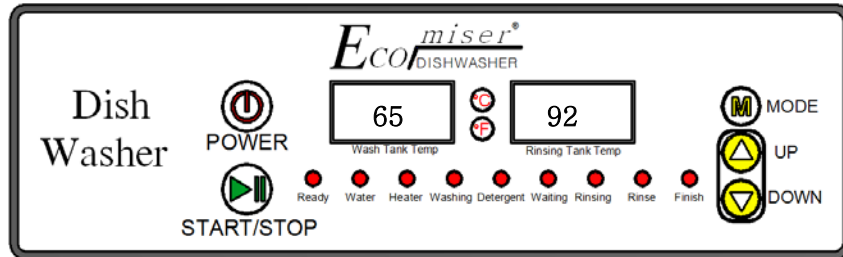 Eco miser®
DISHWASHER
Dish
Washer
POWER
START/STOP
65
Wash Tank Temp
°C
°F
92
Rinsing Tank Temp
Ready Water Heater Washing Detergent Waiting Rinsing Rinse Finish
M MODE
UP
DOWN